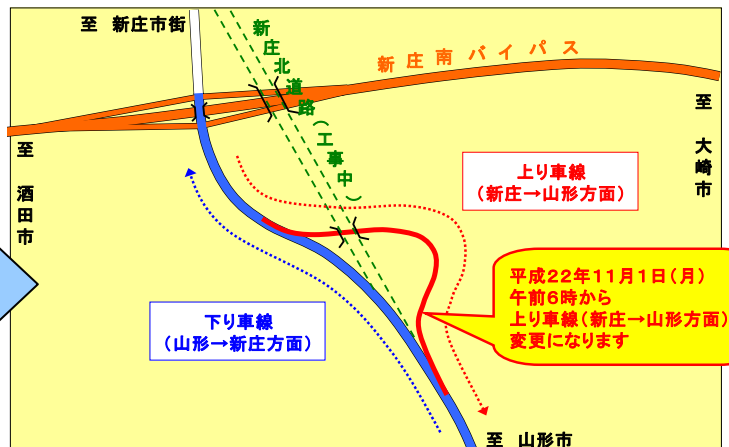 至 新庄市街
新庄北道路(工事中)
新庄南バイパス
至 大崎市
至 酒田市
上り車線
(新庄→山形方面)
平成22年11月1日(月)
午前6時から
上り車線(新庄→山形方面)
変更になります
下り車線
(山形→新庄方面)
至 山形市